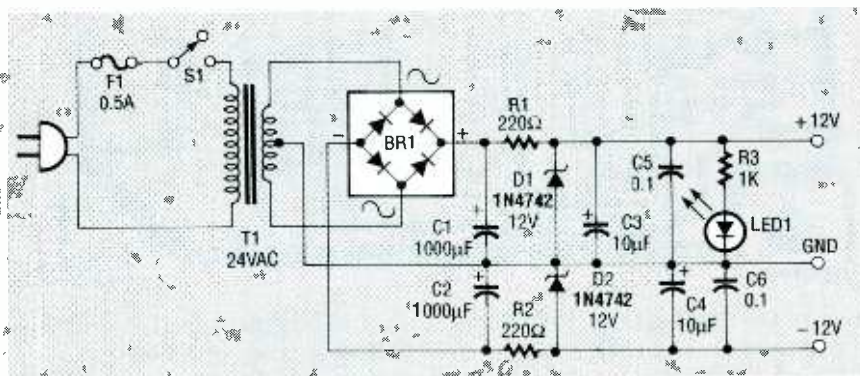 F1
0.5A
S1
T1
24VAC
-
BR1
+
R1
220Ω
D1
1N4742
12V
+
C1
1000µF
+
C2
1000µF
R2
220Ω
+
C3
10µF
D2
1N4742
12V
C5
0.1
+
C4
10µF
R3
1K
LED1
C6
0.1
+12V
GND
-12V